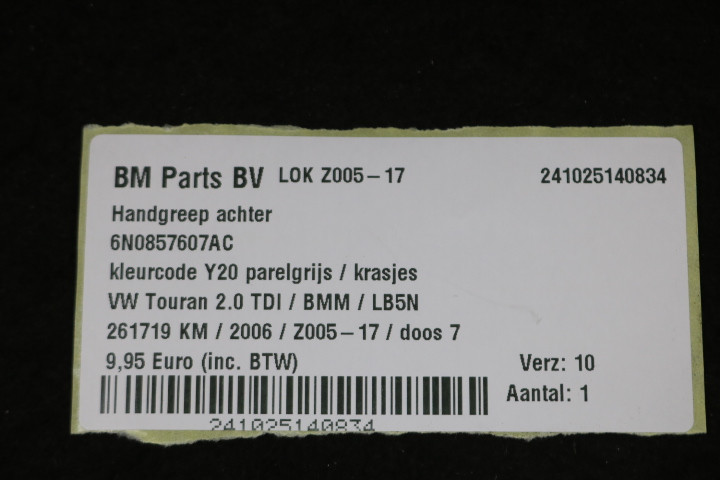 BM Parts BV LOK Z005-17 241025140834
Handgreep achter
6N0857607AC
kleurcode Y20 parelgrijs / krasjes
VW Touran 2.0 TDI / BMM / LB5N
261719 KM / 2006 / Z005-17 / doos 7
9,95 Euro (inc. BTW) Verz: 10
Aantal: 1
241025140834